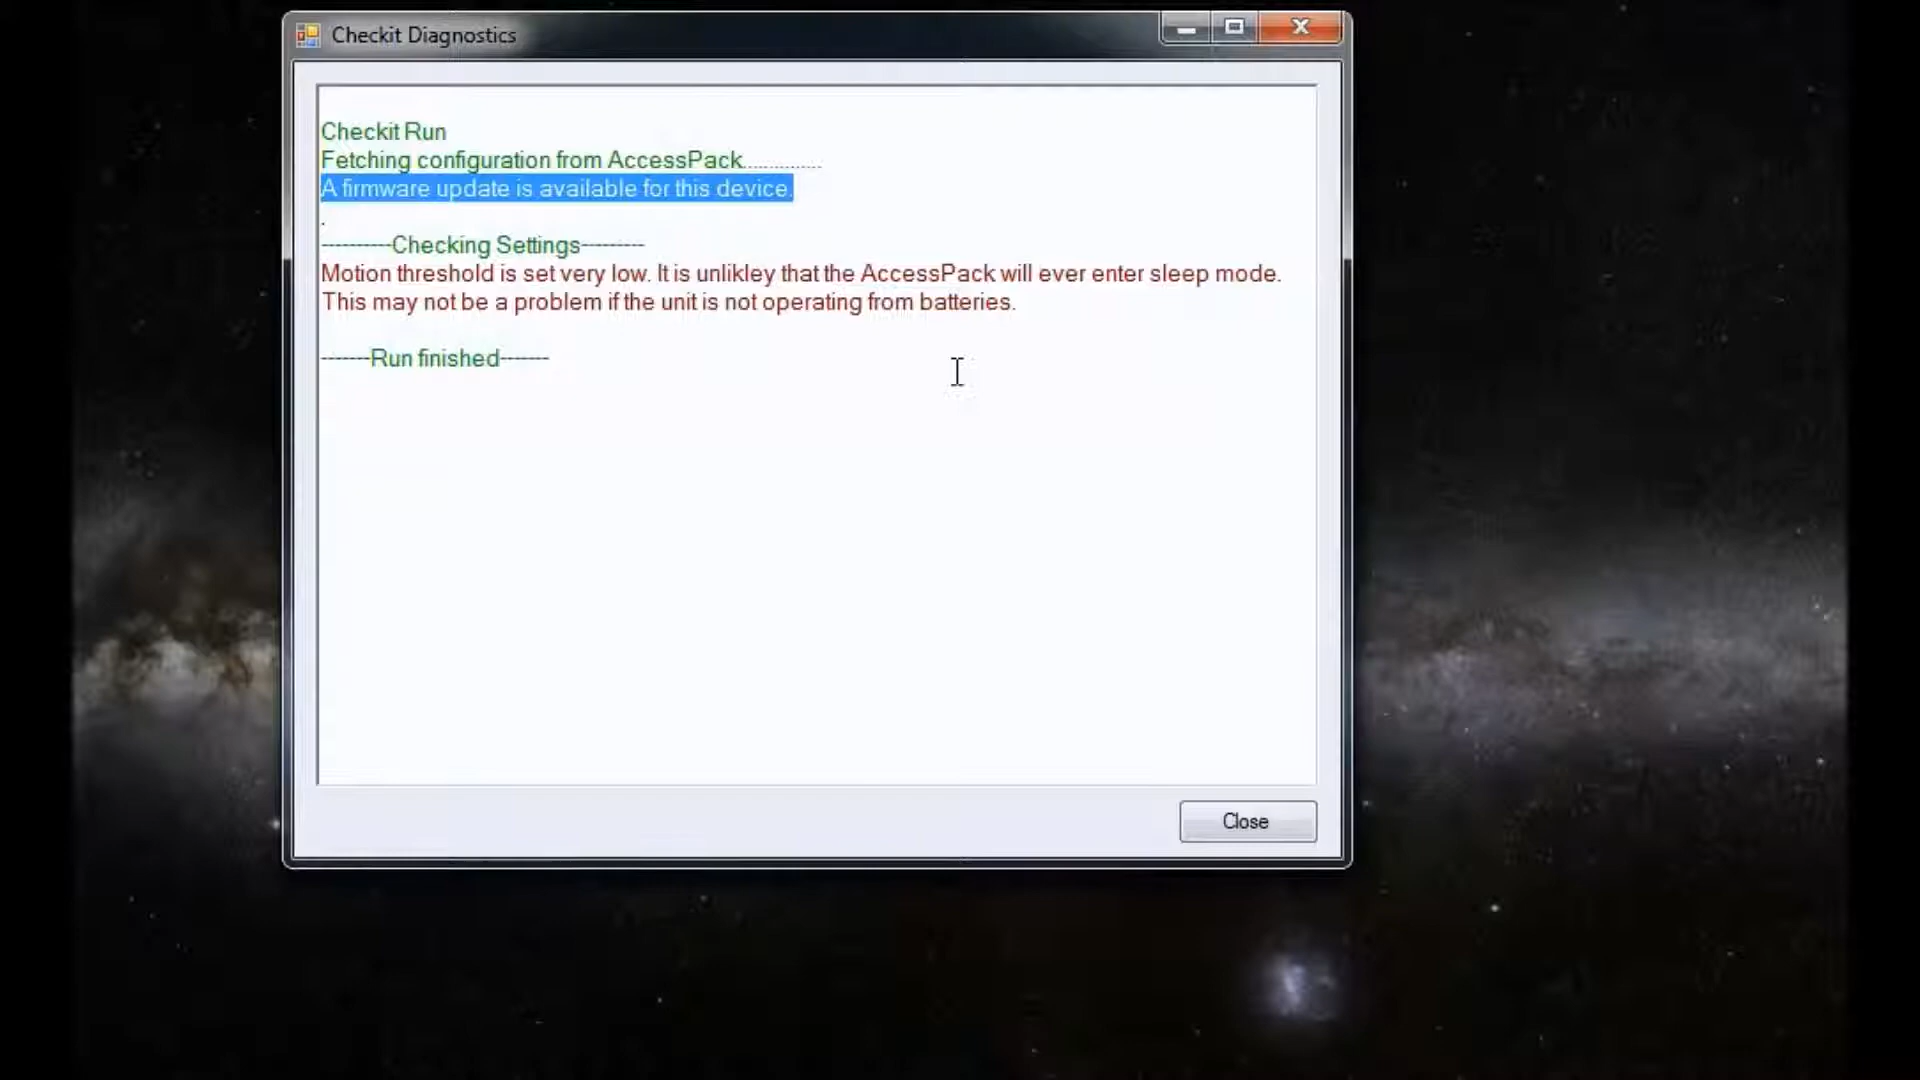 Checkit Diagnostics
Checkit Run
Fetching configuration from AccessPack..............
A firmware update is available for this device.
.
----------Checking Settings---------
Motion threshold is set very low. It is unlikley that the AccessPack will ever enter sleep mode.
This may not be a problem if the unit is not operating from batteries.
-------Run finished-------
Close